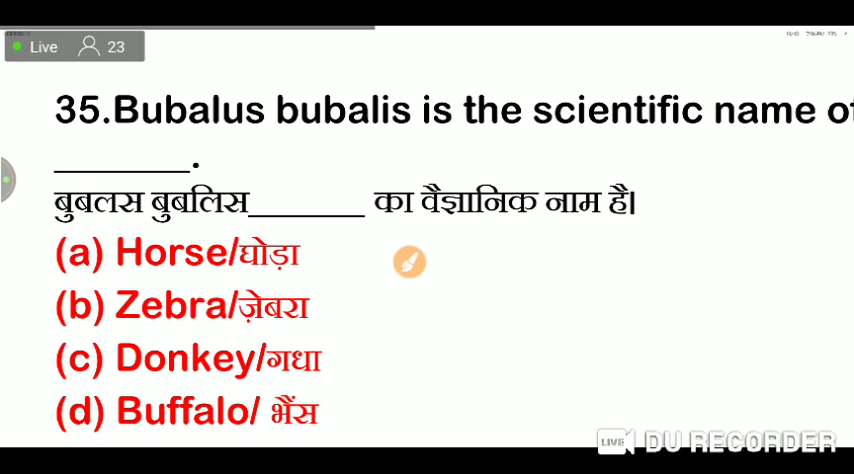 Live 23
35.Bubalus bubalis is the scientific name of
________.
बुबलस बुबलिस_______ का वैज्ञानिक नाम है।
(a) Horse/घोड़ा
(b) Zebra/ज़ेबरा
(c) Donkey/गधा
(d) Buffalo/ भैंस
LIVE DU RECORDER